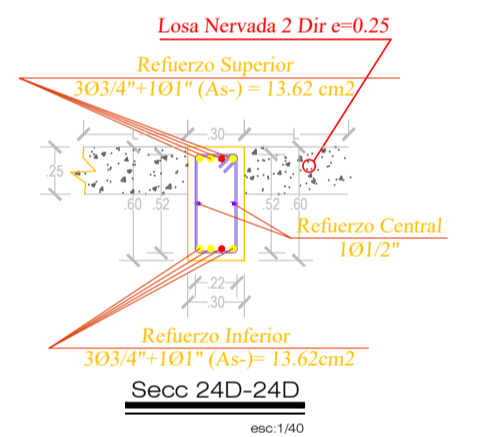 Losa Nervada 2 Dir e=0.25
Refuerzo Superior
3Ø3/4"+1Ø1" (As-) = 13.62 cm2
L .30 L
.25
.60 .52 .52 .60
Refuerzo Central
1Ø1/2"
.22
.30
Refuerzo Inferior
3Ø3/4"+1Ø1" (As-)= 13.62cm2
Secc 24D-24D
esc:1/40